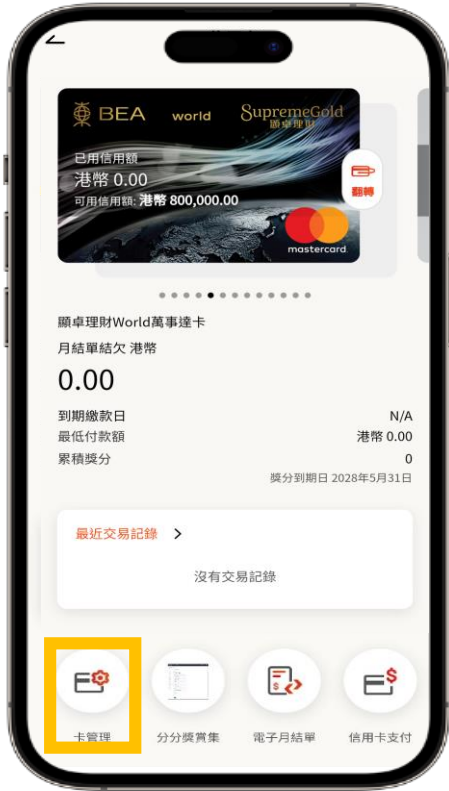 BEA
world
SupremeGold
顯卓理財
已用信用額
港幣 0.00
可用信用額: 港幣 800,000.00
翻轉
mastercard
顯卓理財World萬事達卡
月結單結欠 港幣
0.00
到期繳款日 N/A
最低付款額 港幣 0.00
累積獎分 0
獎分到期日 2028年5月31日
最近交易記錄 >
沒有交易記錄
卡管理 分分獎賞集 電子月結單 信用卡支付